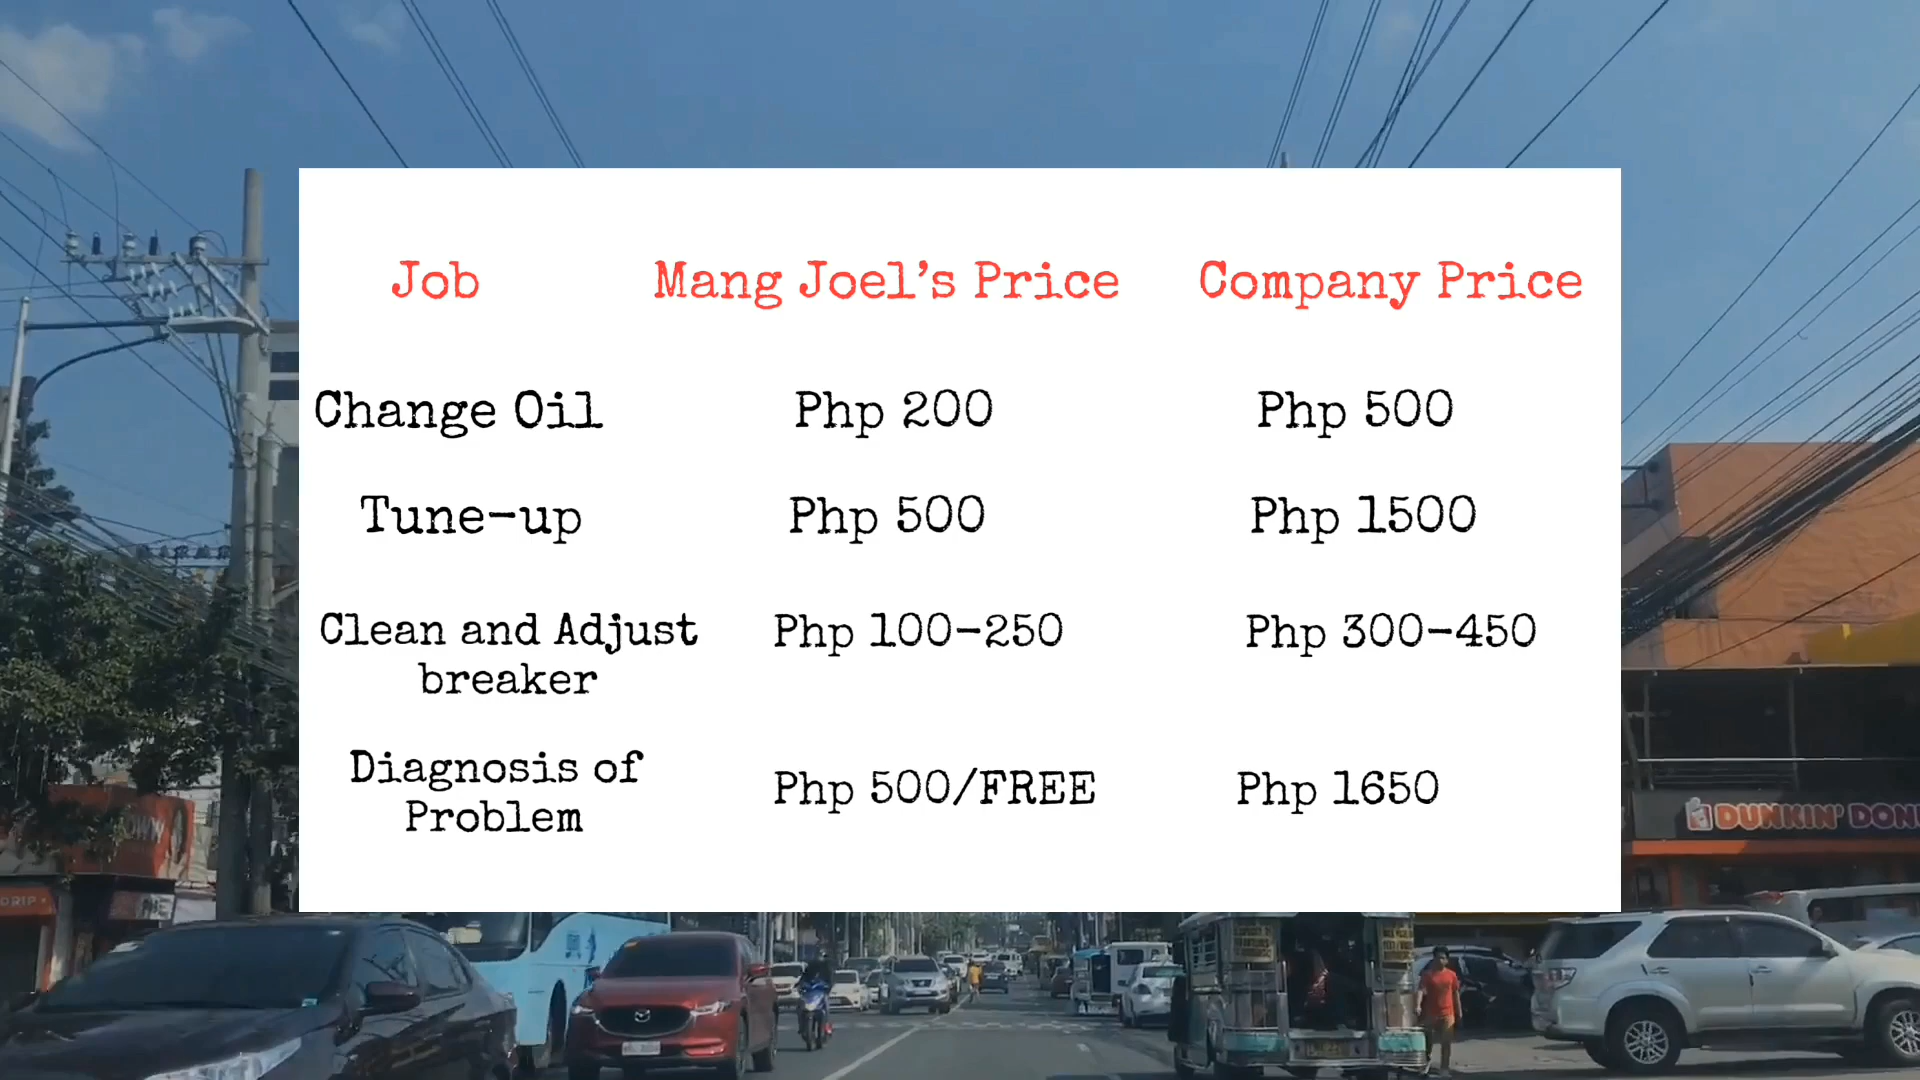 Job Mang Joel's Price Company Price
Change Oil Php 200 Php 500
Tune-up Php 500 Php 1500
Clean and Adjust Php 100-250 Php 300-450
breaker
Diagnosis of
Problem Php 500/FREE Php 1650
DUNKIN' DON
DRIP